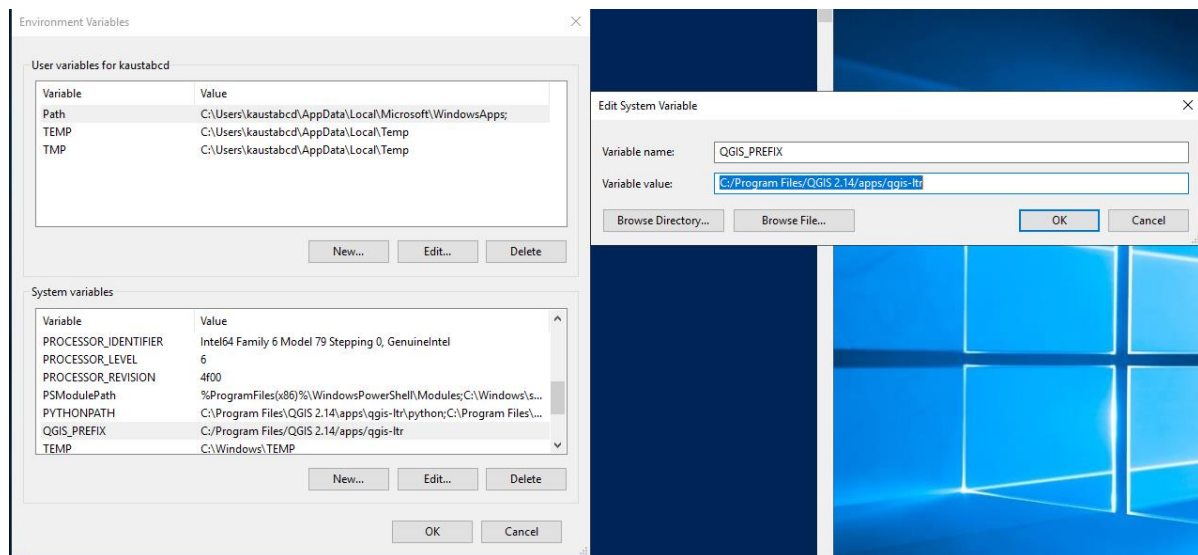 Environment Variables
User variables for kaustabcd
Variable Value
Path C:\Users\kaustabcd\AppData\Local\Microsoft\WindowsApps;
TEMP C:\Users\kaustabcd\AppData\Local\Temp
TMP C:\Users\kaustabcd\AppData\Local\Temp
New... Edit... Delete
System variables
Variable Value
PROCESSOR_IDENTIFIER Intel64 Family 6 Model 79 Stepping 0, GenuineIntel
PROCESSOR_LEVEL 6
PROCESSOR_REVISION 4f00
PSModulePath %ProgramFiles(x86)%\WindowsPowerShell\Modules;C:\Windows\s...
PYTHONPATH C:\Program Files\QGIS 2.14\apps\qgis-ltr\python;C:\Program Files\...
QGIS_PREFIX C:/Program Files/QGIS 2.14/apps/qgis-ltr
TEMP C:\Windows\TEMP
New... Edit... Delete
OK Cancel
Edit System Variable
Variable name: QGIS_PREFIX
Variable value: C:/Program Files/QGIS 2.14/apps/qgis-ltr
Browse Directory... Browse File... OK Cancel